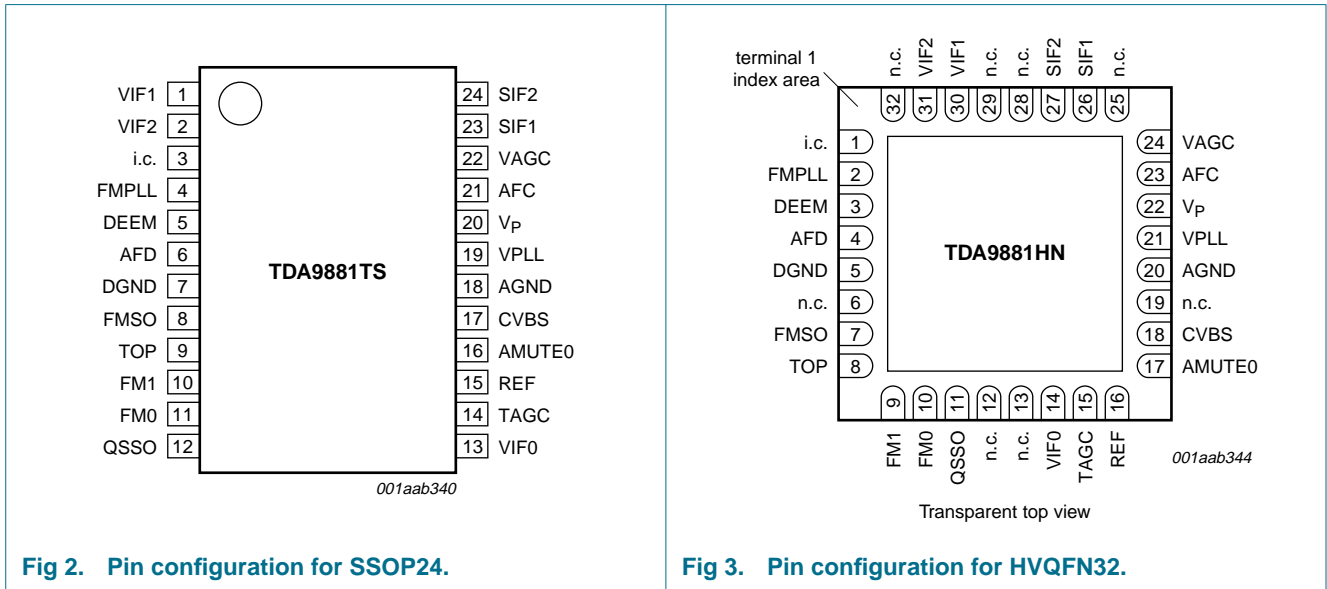 VIF1 1
VIF2 2
i.c. 3
FMPLL 4
DEEM 5
AFD 6
DGND 7
FMSO 8
TOP 9
FM1 10
FM0 11
QSSO 12
TDA9881TS
24 SIF2
23 SIF1
22 VAGC
21 AFC
20 VP
19 VPLL
18 AGND
17 CVBS
16 AMUTE0
15 REF
14 TAGC
13 VIF0
001aab340
Fig 2. Pin configuration for SSOP24.
terminal 1
index area
n.c. 32
VIF2 31
VIF1 30
n.c. 29
n.c. 28
SIF2 27
SIF1 26
n.c. 25
i.c. 1
FMPLL 2
DEEM 3
AFD 4
DGND 5
n.c. 6
FMSO 7
TOP 8
TDA9881HN
24 VAGC
23 AFC
22 VP
21 VPLL
20 AGND
19 n.c.
18 CVBS
17 AMUTE0
FM1 9
FM0 10
QSSO 11
n.c. 12
n.c. 13
VIF0 14
TAGC 15
REF 16
001aab344
Transparent top view
Fig 3. Pin configuration for HVQFN32.